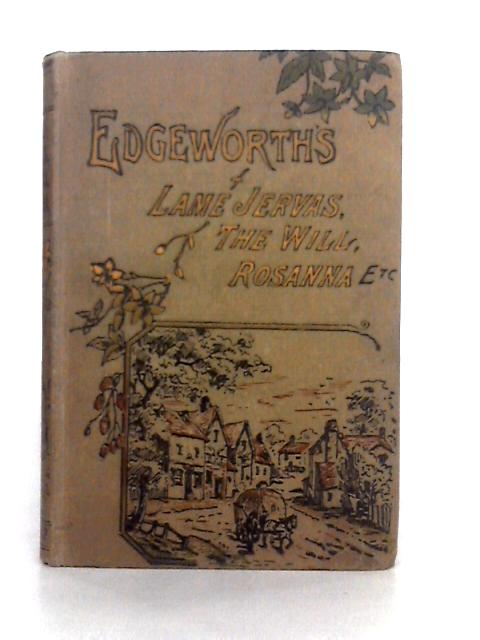 EDGEWORTH'S
LAME JERVAS,
THE WILL,
ROSANNA ETC